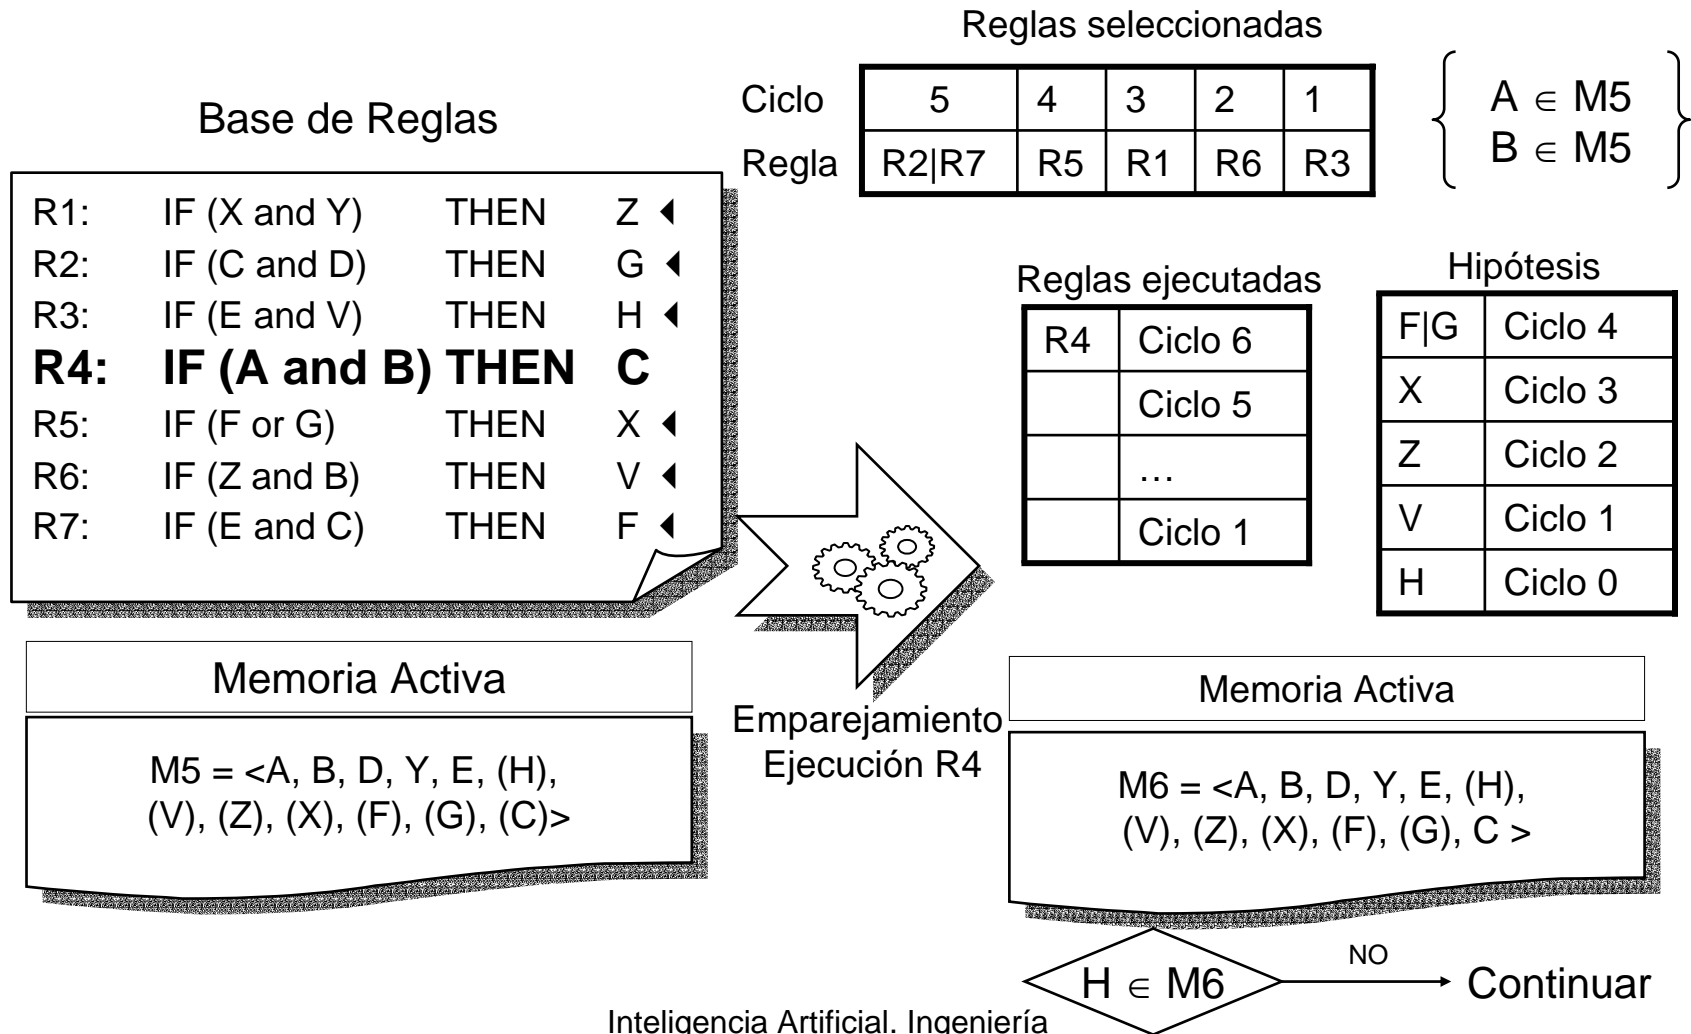 Reglas seleccionadas
Ciclo 5 4 3 2 1
Regla R2|R7 R5 R1 R6 R3
A ∈ M5
B ∈ M5
Base de Reglas
R1: IF (X and Y) THEN Z
R2: IF (C and D) THEN G
R3: IF (E and V) THEN H
R4: IF (A and B) THEN C
R5: IF (F or G) THEN X
R6: IF (Z and B) THEN V
R7: IF (E and C) THEN F
Reglas ejecutadas
R4 Ciclo 6
Ciclo 5
…
Ciclo 1
Hipótesis
F|G Ciclo 4
X Ciclo 3
Z Ciclo 2
V Ciclo 1
H Ciclo 0
Memoria Activa
M5 = <A, B, D, Y, E, (H),
(V), (Z), (X), (F), (G), (C)>
Emparejamiento
Ejecución R4
Memoria Activa
M6 = <A, B, D, Y, E, (H),
(V), (Z), (X), (F), (G), C >
H ∈ M6
NO
Continuar
Inteligencia Artificial. Ingeniería